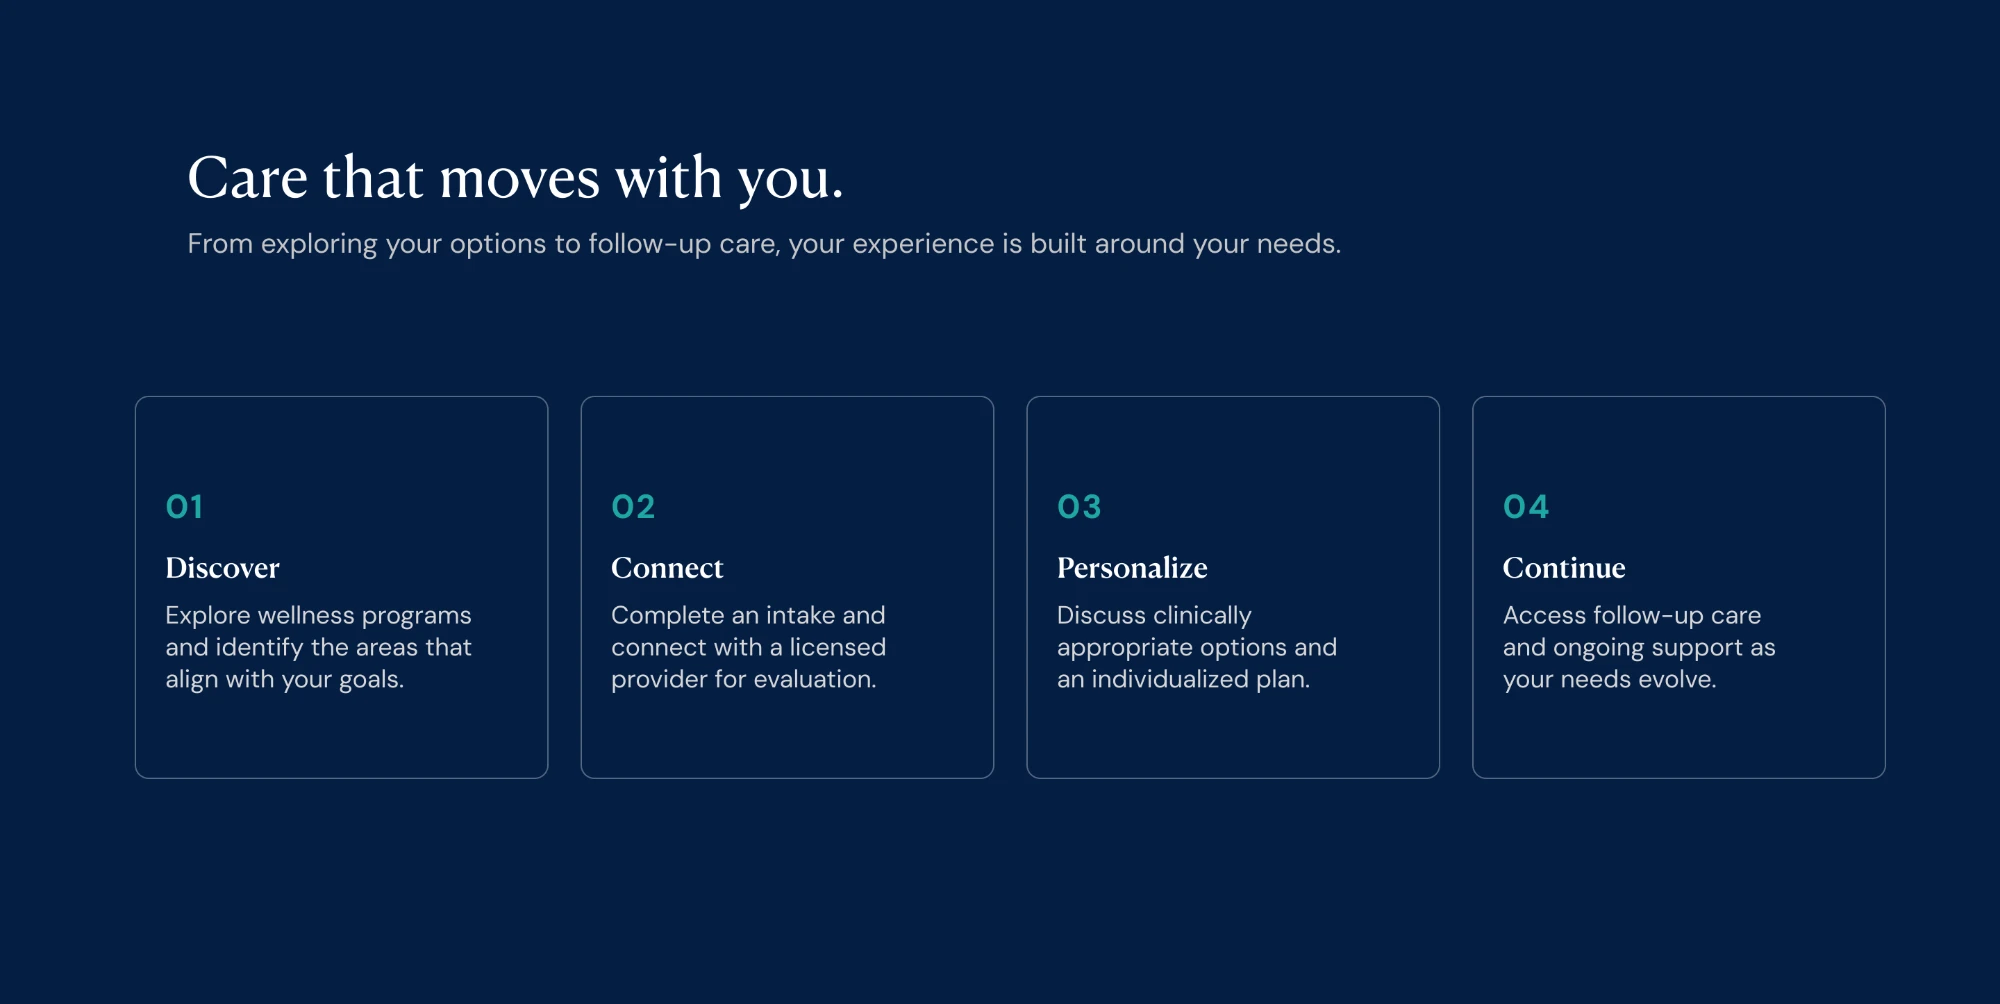 Care that moves with you.
From exploring your options to follow-up care, your experience is built around your needs.
01
Discover
Explore wellness programs
and identify the areas that
align with your goals.
02
Connect
Complete an intake and
connect with a licensed
provider for evaluation.
03
Personalize
Discuss clinically
appropriate options and
an individualized plan.
04
Continue
Access follow-up care
and ongoing support as
your needs evolve.